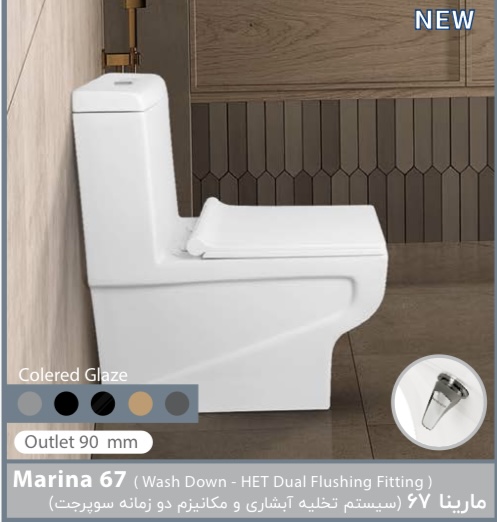 NEW
Colered Glaze
Outlet 90 mm
Marina 67 ( Wash Down - HET Dual Flushing Fitting )
مارینا ۶۷ (سیستم تخلیه آبشاری و مکانیزم دو زمانه سوپرجت)